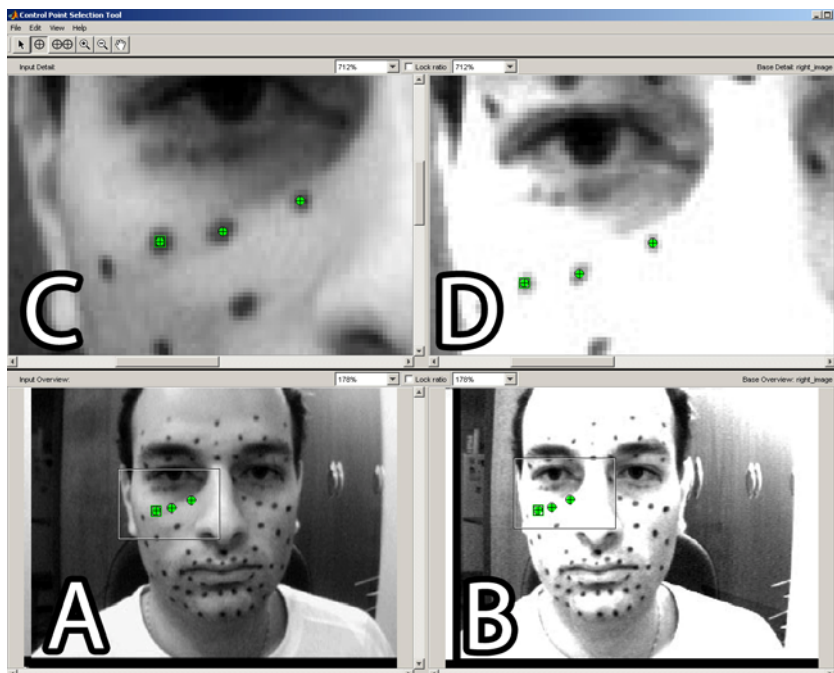 Control Point Selection Tool
File Edit View Help
Input Detail: 712% Lock ratio 712% Base Detail: right_image
C D
Input Overview: 178% Lock ratio 178% Base Overview: right_image
A B